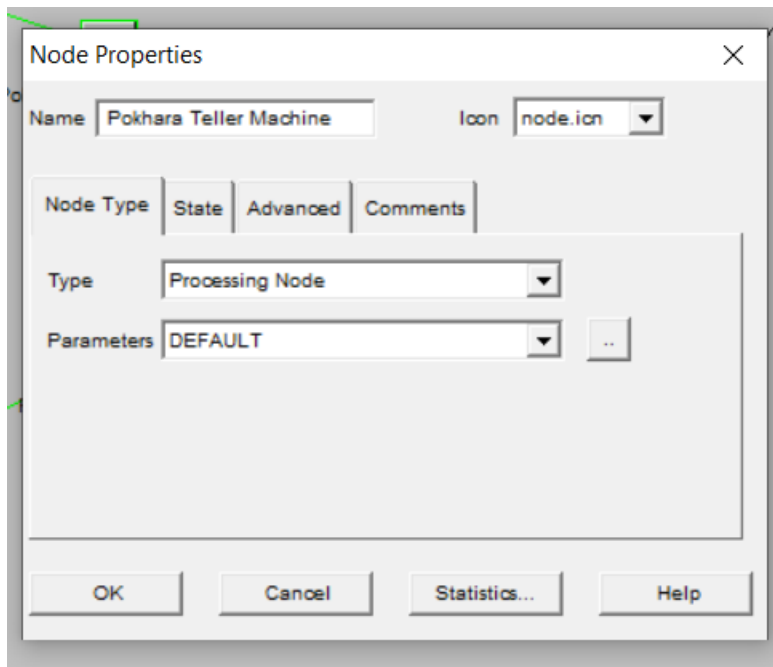 Node Properties
Po
Name Pokhara Teller Machine Icon node.icn
Node Type State Advanced Comments
Type Processing Node
Parameters DEFAULT ..
OK Cancel Statistics... Help